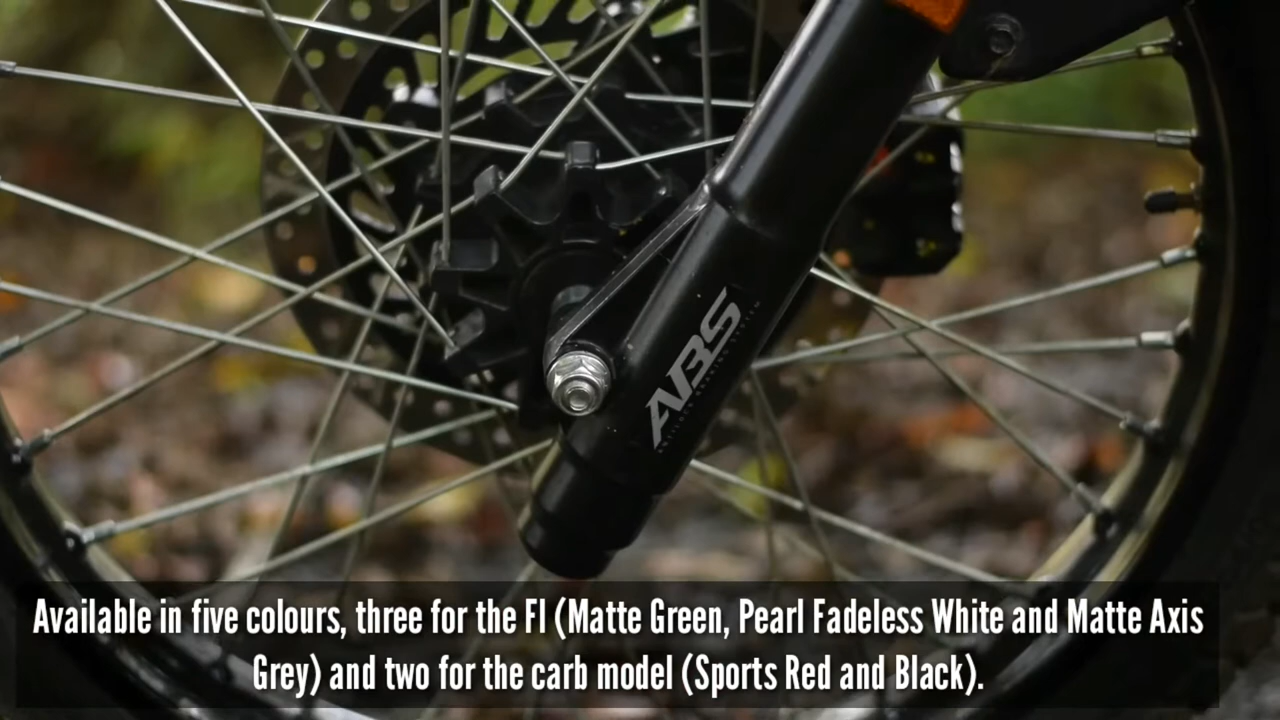 ABS
Available in five colours, three for the FI (Matte Green, Pearl Fadeless White and Matte Axis
Grey) and two for the carb model (Sports Red and Black).